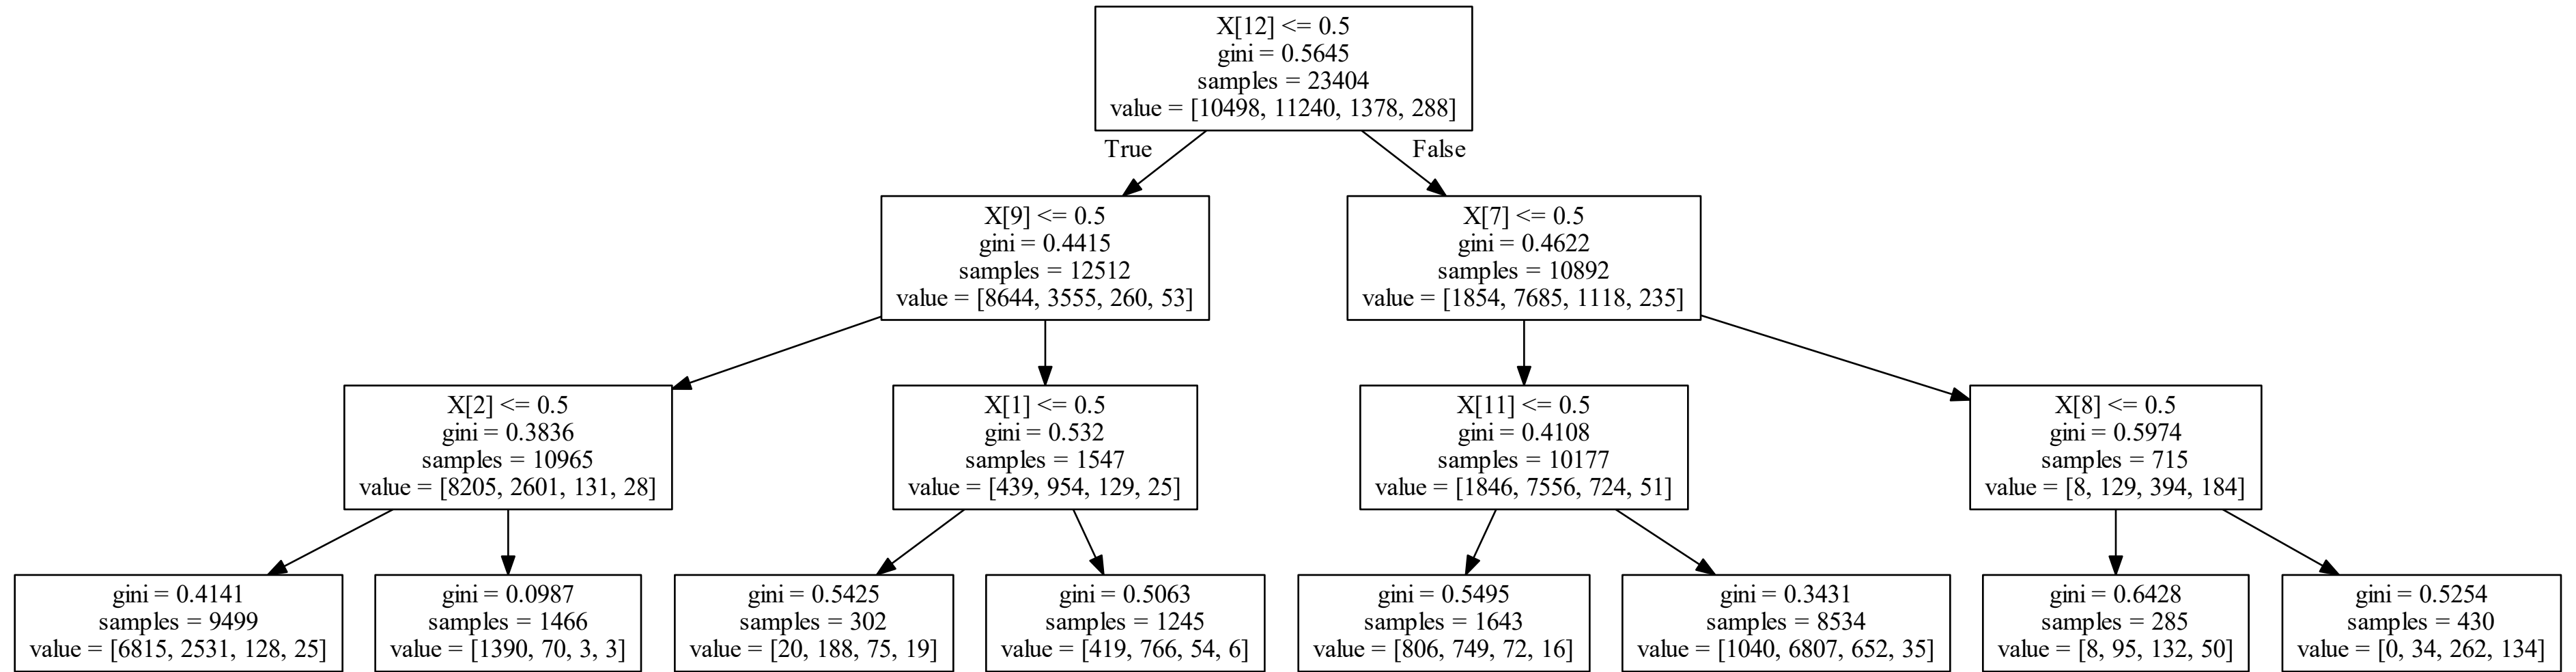 X[12] <= 0.5
gini = 0.5645
samples = 23404
value = [10498, 11240, 1378, 288]
True
False
X[9] <= 0.5
gini = 0.4415
samples = 12512
value = [8644, 3555, 260, 53]
X[7] <= 0.5
gini = 0.4622
samples = 10892
value = [1854, 7685, 1118, 235]
X[2] <= 0.5
gini = 0.3836
samples = 10965
value = [8205, 2601, 131, 28]
X[1] <= 0.5
gini = 0.532
samples = 1547
value = [439, 954, 129, 25]
X[11] <= 0.5
gini = 0.4108
samples = 10177
value = [1846, 7556, 724, 51]
X[8] <= 0.5
gini = 0.5974
samples = 715
value = [8, 129, 394, 184]
gini = 0.4141
samples = 9499
value = [6815, 2531, 128, 25]
gini = 0.0987
samples = 1466
value = [1390, 70, 3, 3]
gini = 0.5425
samples = 302
value = [20, 188, 75, 19]
gini = 0.5063
samples = 1245
value = [419, 766, 54, 6]
gini = 0.5495
samples = 1643
value = [806, 749, 72, 16]
gini = 0.3431
samples = 8534
value = [1040, 6807, 652, 35]
gini = 0.6428
samples = 285
value = [8, 95, 132, 50]
gini = 0.5254
samples = 430
value = [0, 34, 262, 134]